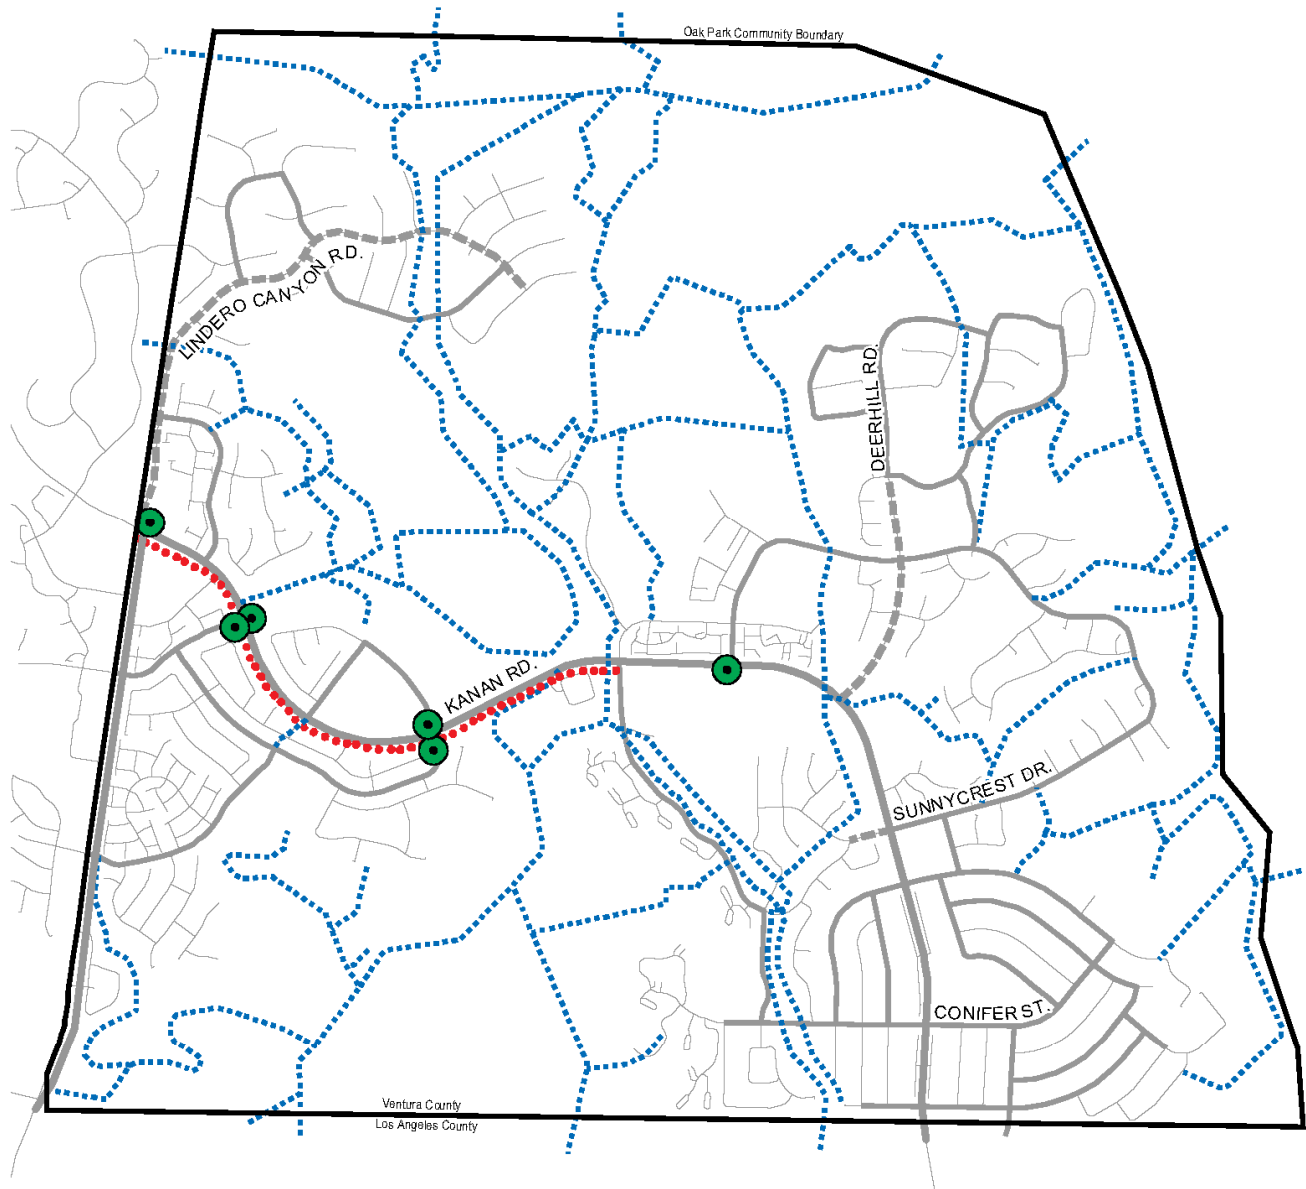 Oak Park Community Boundary
LINDERO CANYON RD.
DEERHILL RD.
KANAN RD.
SUNNYCREST DR.
CONIFER ST.
Ventura County
Los Angeles County